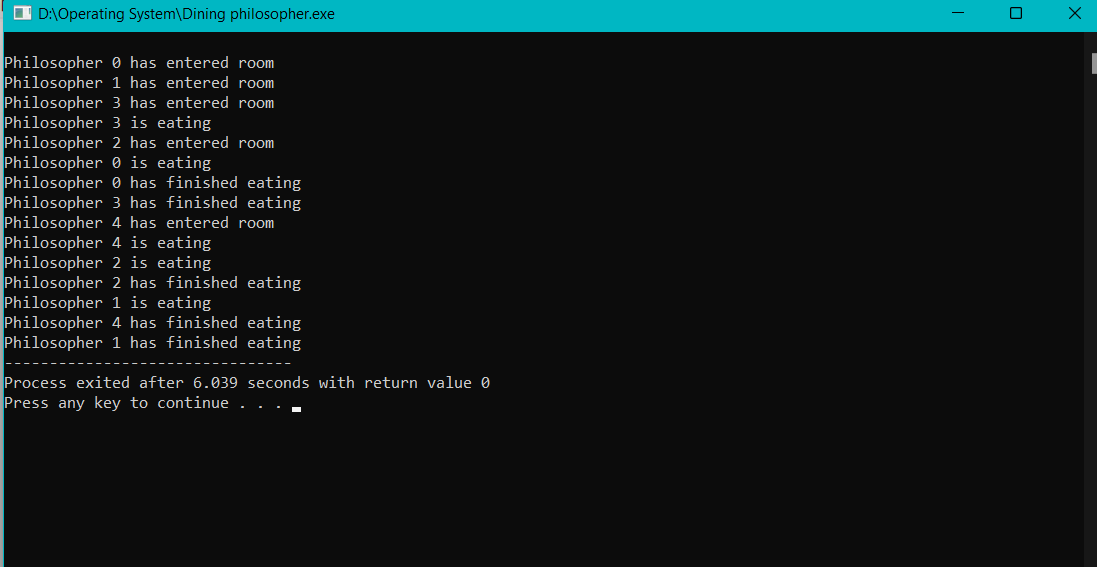 D:\Operating System\Dining philosopher.exe
Philosopher 0 has entered room
Philosopher 1 has entered room
Philosopher 3 has entered room
Philosopher 3 is eating
Philosopher 2 has entered room
Philosopher 0 is eating
Philosopher 0 has finished eating
Philosopher 3 has finished eating
Philosopher 4 has entered room
Philosopher 4 is eating
Philosopher 2 is eating
Philosopher 2 has finished eating
Philosopher 1 is eating
Philosopher 4 has finished eating
Philosopher 1 has finished eating
--------------------------------
Process exited after 6.039 seconds with return value 0
Press any key to continue . . .